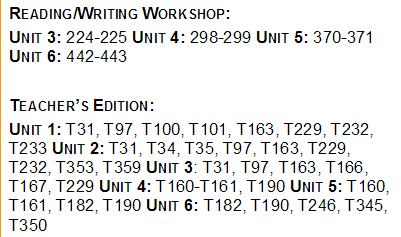 READING/WRITING WORKSHOP:
UNIT 3: 224-225 UNIT 4: 298-299 UNIT 5: 370-371
UNIT 6: 442-443
TEACHER'S EDITION:
UNIT 1: T31, T97, T100, T101, T163, T229, T232,
T233 UNIT 2: T31, T34, T35, T97, T163, T229,
T232, T353, T359 UNIT 3: T31, T97, T163, T166,
T167, T229 UNIT 4: T160-T161, T190 UNIT 5: T160,
T161, T182, T190 UNIT 6: T182, T190, T246, T345,
T350